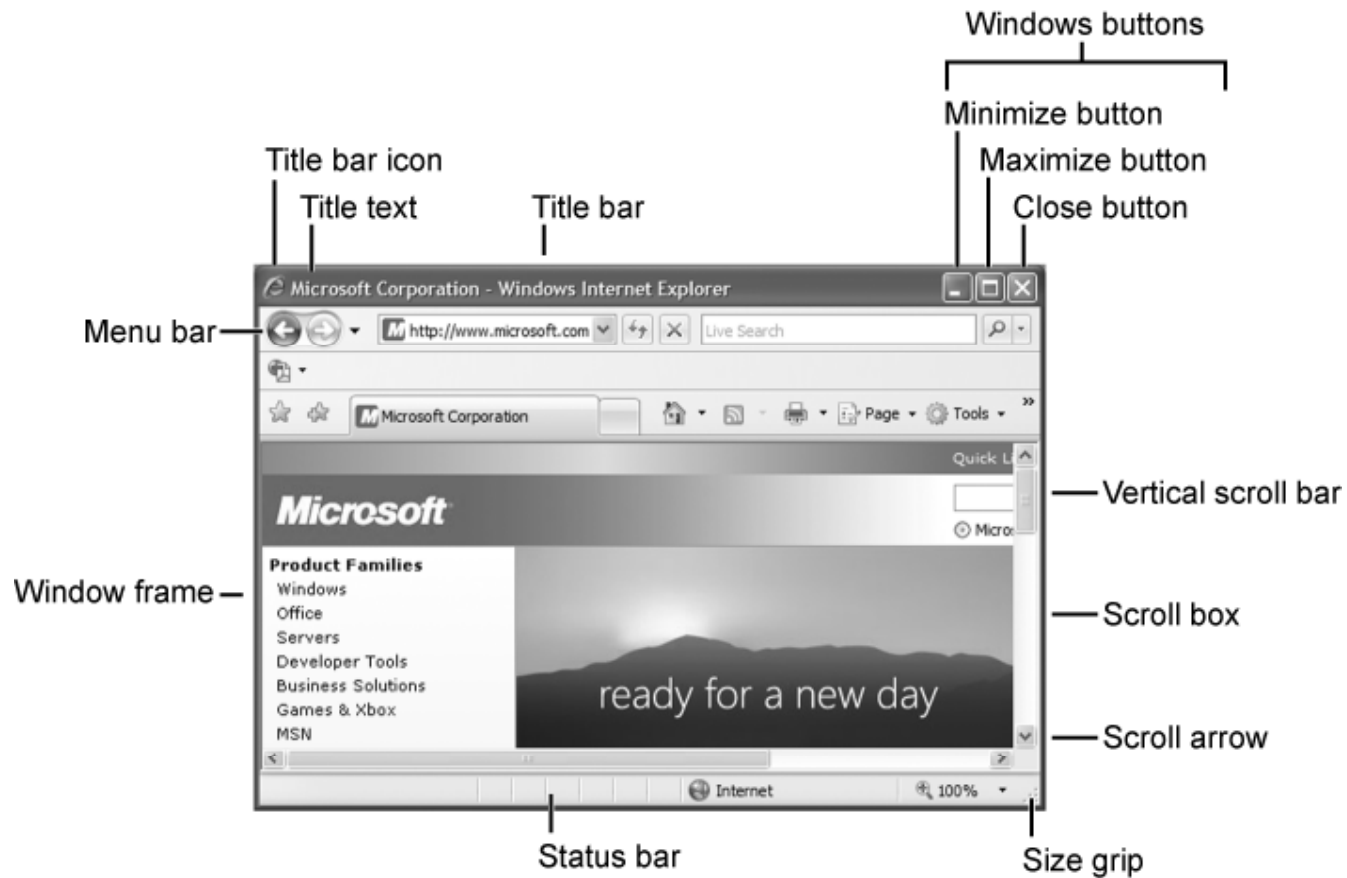 Windows buttons
Minimize button
Title bar icon
Maximize button
Title text
Title bar
Close button
Microsoft Corporation - Windows Internet Explorer
Menu bar
http://www.microsoft.com
Live Search
Microsoft Corporation
Page
Tools
Quick Li
Microsoft
Vertical scroll bar
Micro
Product Families
Windows
Window frame
Office
Scroll box
Servers
Developer Tools
Business Solutions
ready for a new day
Games & Xbox
MSN
Scroll arrow
Internet
100%
Status bar
Size grip